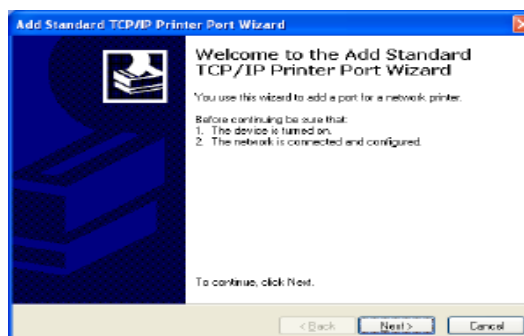 Add Standard TCP/IP Printer Port Wizard
Welcome to the Add Standard
TCP/IP Printer Port Wizard
You use this wizard to add a port for a network printer.
Before continuing be sure that:
1. The device is turned on.
2. The network is connected and configured.
To continue, click Next.
< Back
Next >
Cancel